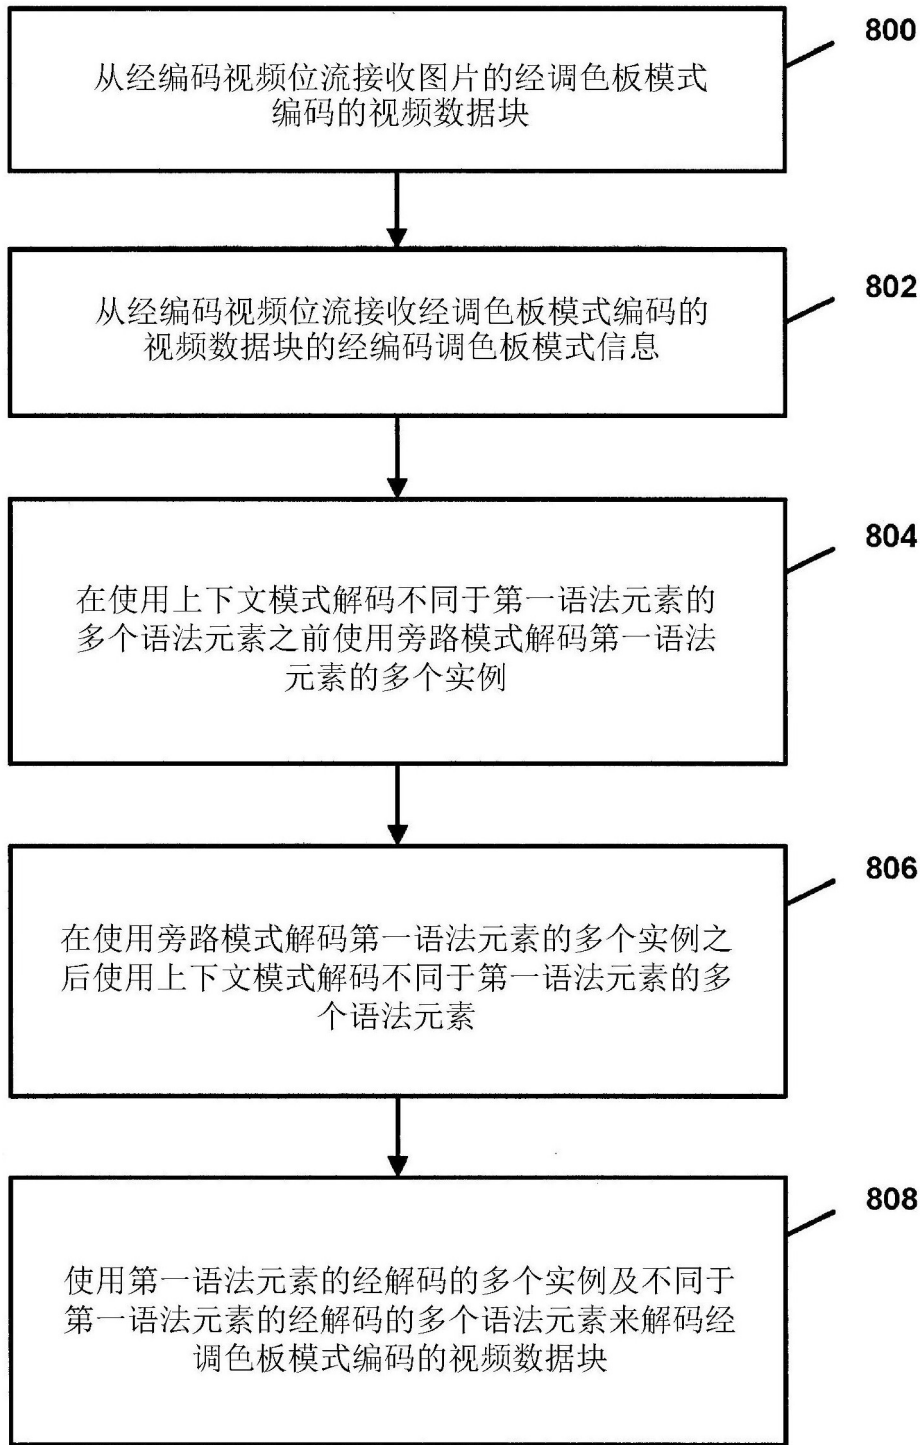 800
从经编码视频位流接收图片的经调色板模式
编码的视频数据块
802
从经编码视频位流接收经调色板模式编码的
视频数据块的经编码调色板模式信息
804
在使用上下文模式解码不同于第一语法元素的
多个语法元素之前使用旁路模式解码第一语法
元素的多个实例
806
在使用旁路模式解码第一语法元素的多个实例之
后使用上下文模式解码不同于第一语法元素的多
个语法元素
808
使用第一语法元素的经解码的多个实例及不同于
第一语法元素的经解码的多个语法元素来解码经
调色板模式编码的视频数据块